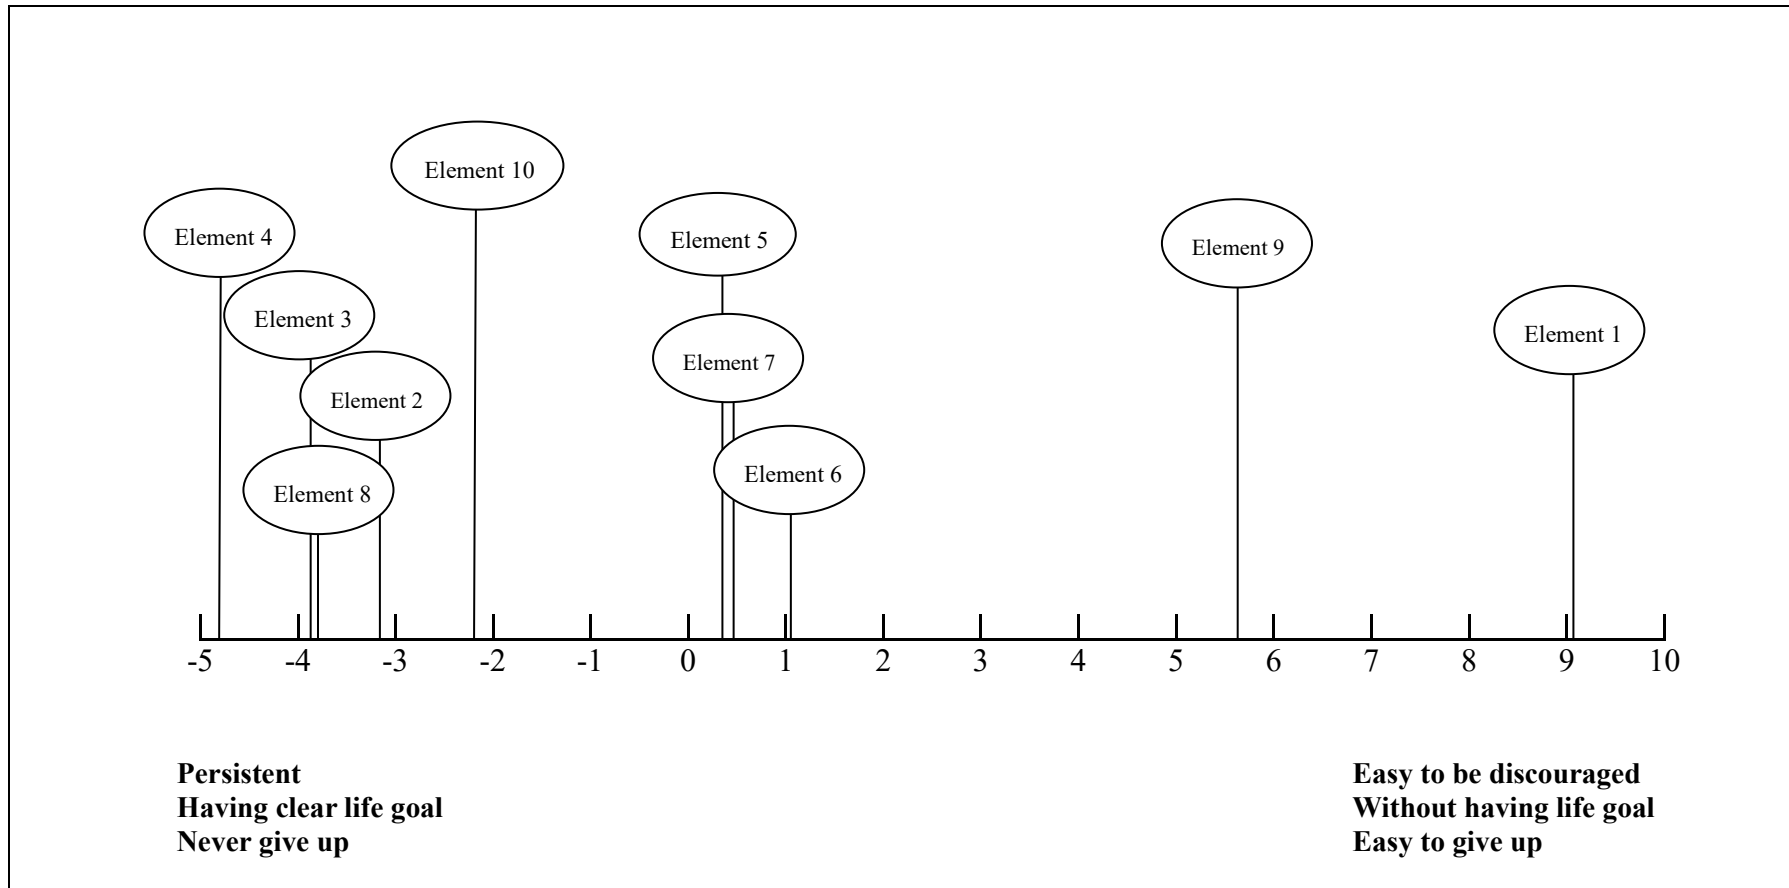 Element 10
Element 4
Element 5
Element 9
Element 3
Element 1
Element 7
Element 2
Element 6
Element 8
-5 -4 -3 -2 -1 0 1 2 3 4 5 6 7 8 9 10
Persistent
Having clear life goal
Never give up
Easy to be discouraged
Without having life goal
Easy to give up